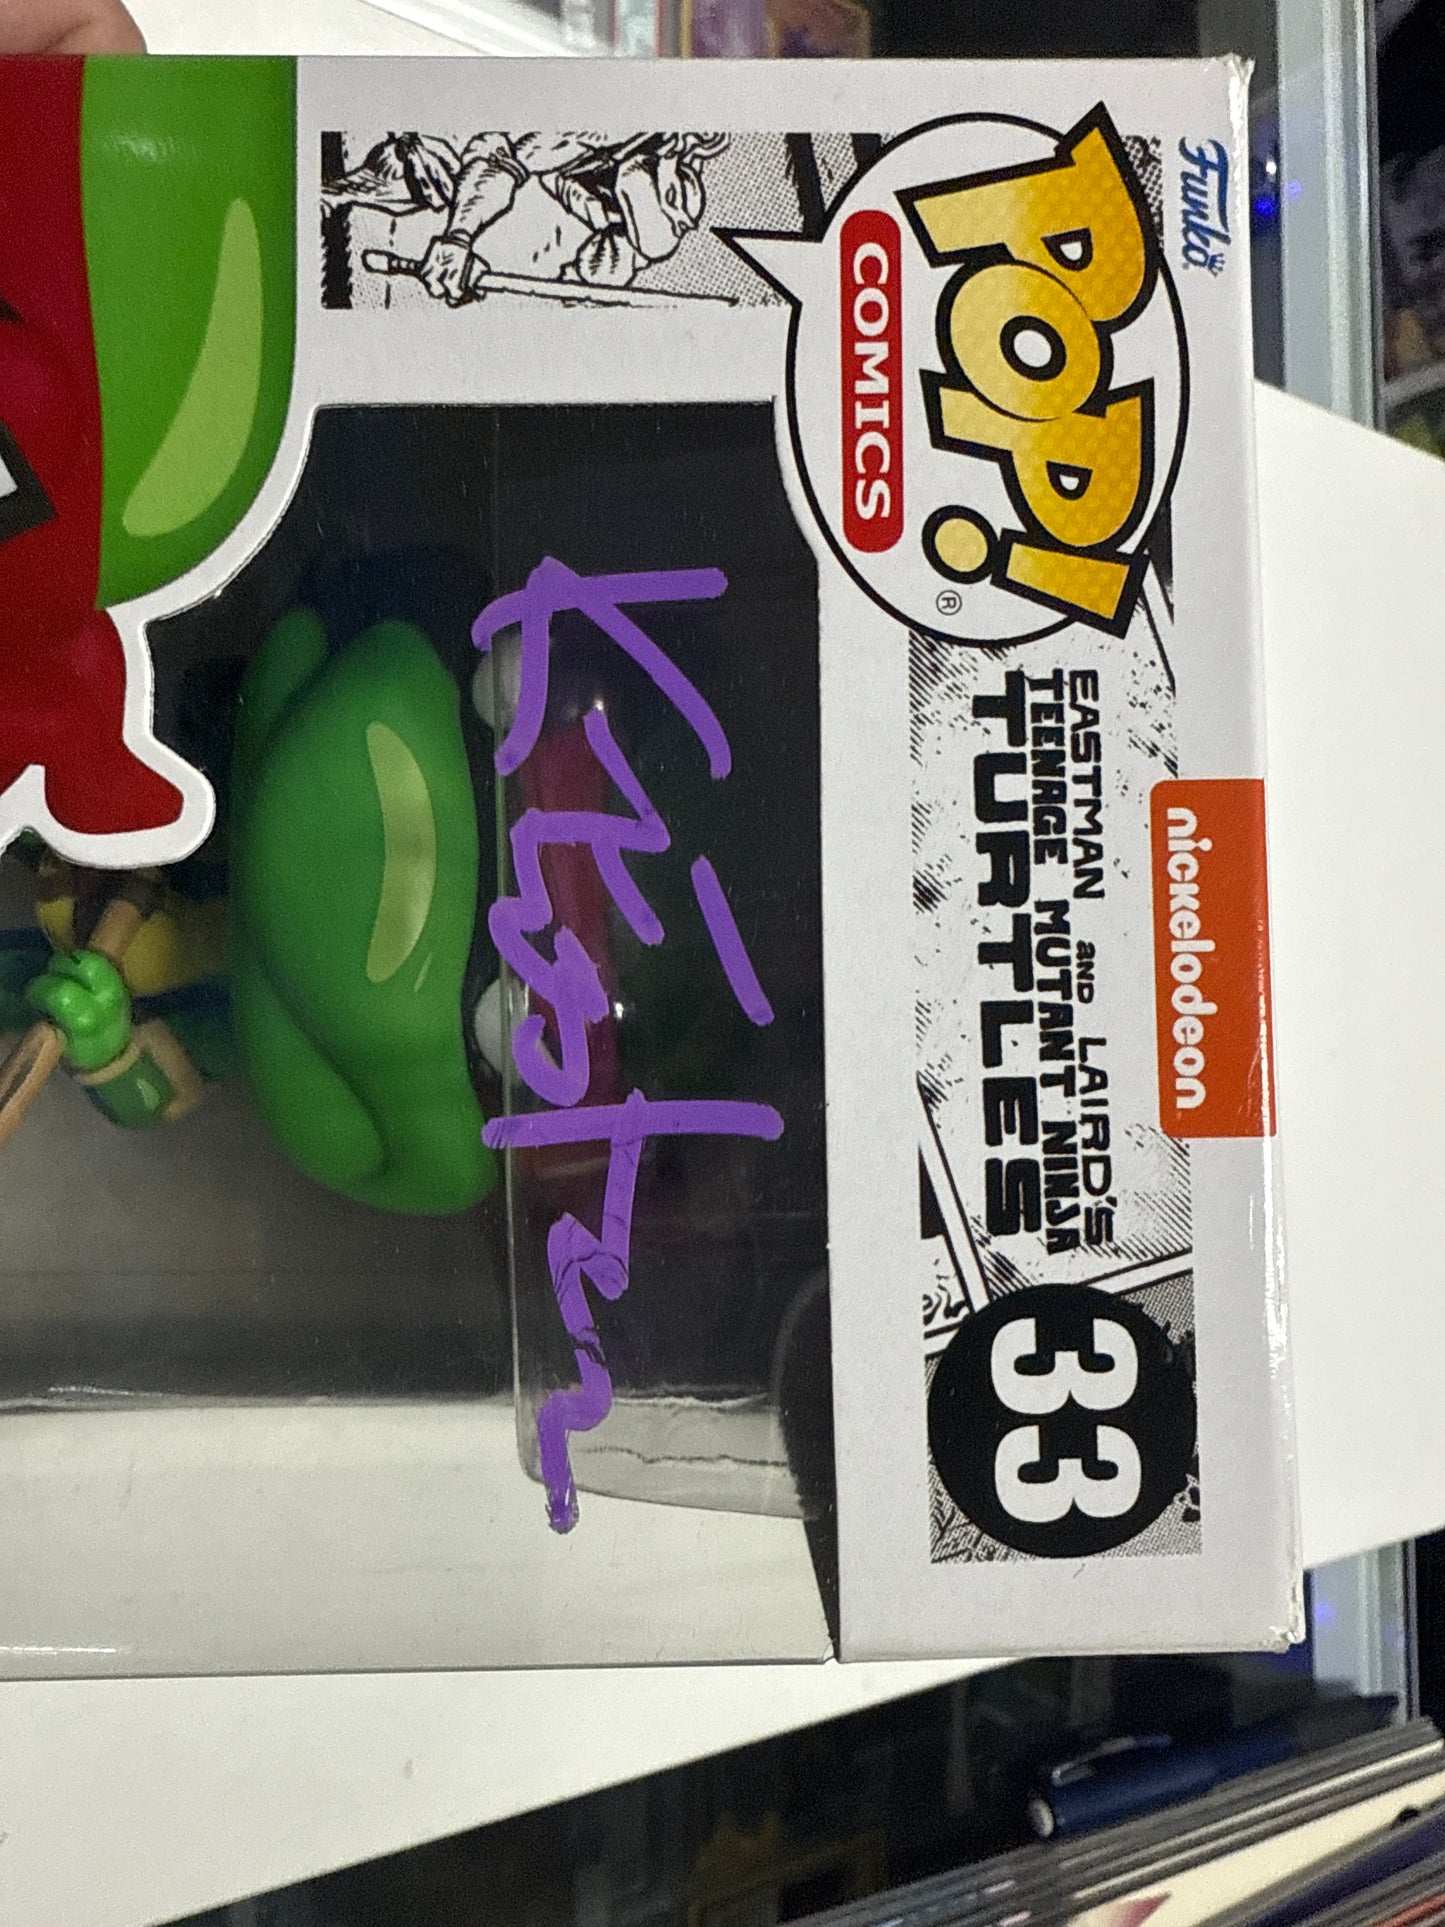 Funko
POP!
®
COMICS
nickelodeon
EASTMAN AND LAIRD'S
TEENAGE MUTANT NINJA
TURTLES
33